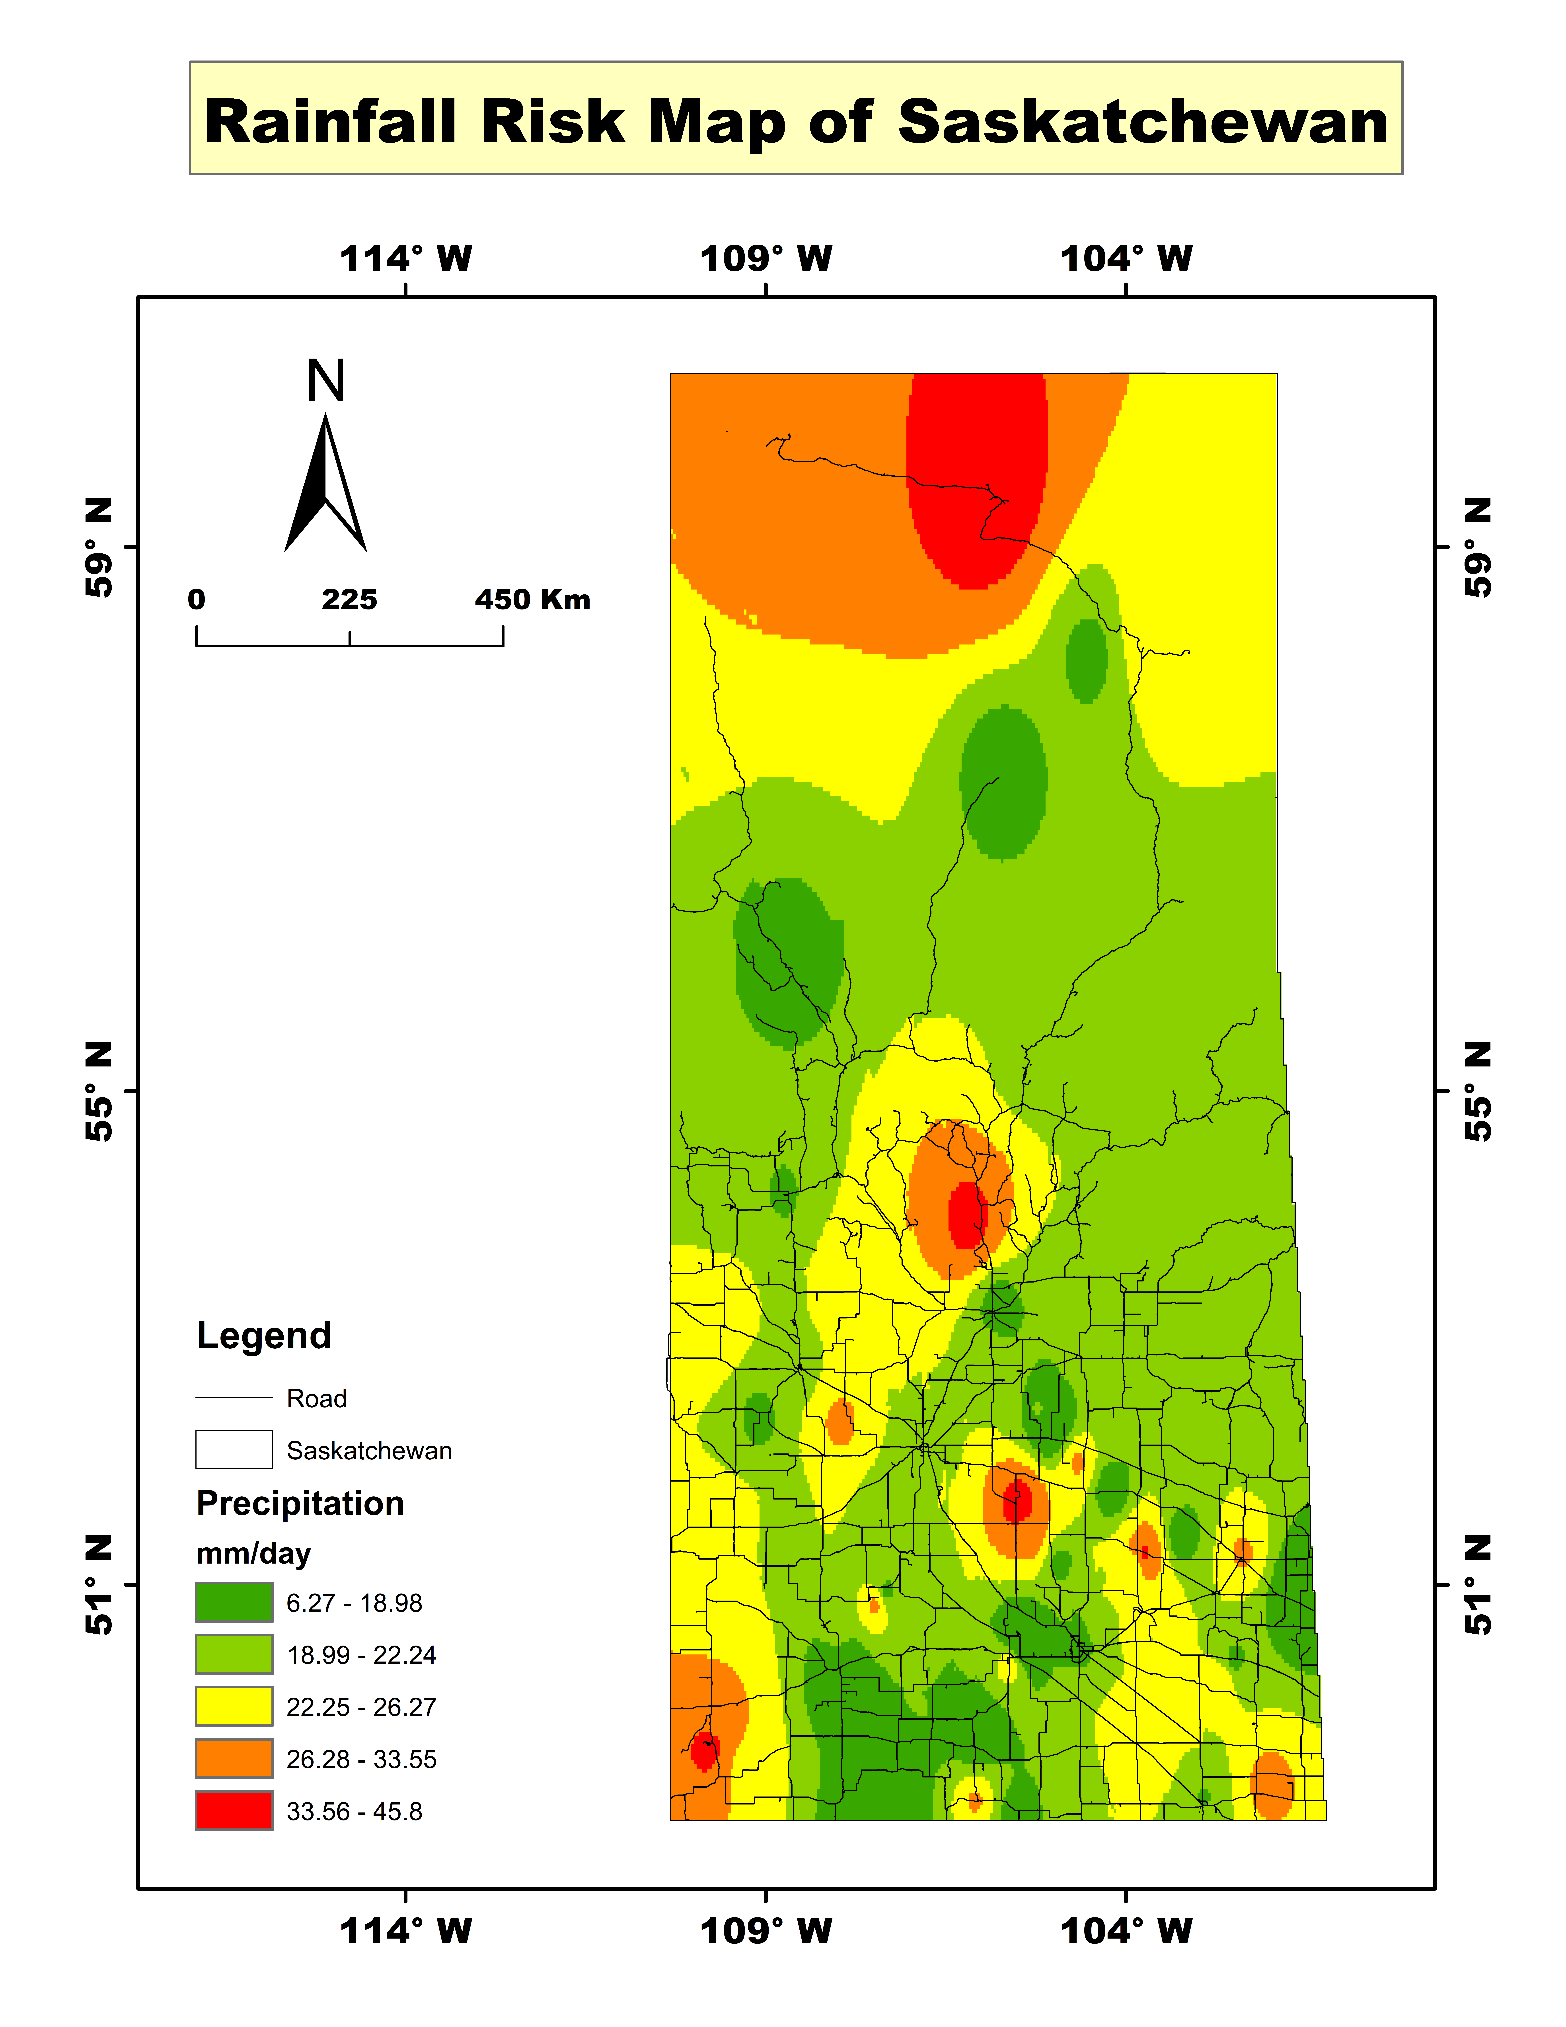 Rainfall Risk Map of Saskatchewan
114° W 109° W 104° W
N
59° N 59° N
0 225 450 Km
55° N 55° N
Legend
Road
Saskatchewan
Precipitation
mm/day
51° N 51° N
6.27 - 18.98
18.99 - 22.24
22.25 - 26.27
26.28 - 33.55
33.56 - 45.8
114° W 109° W 104° W